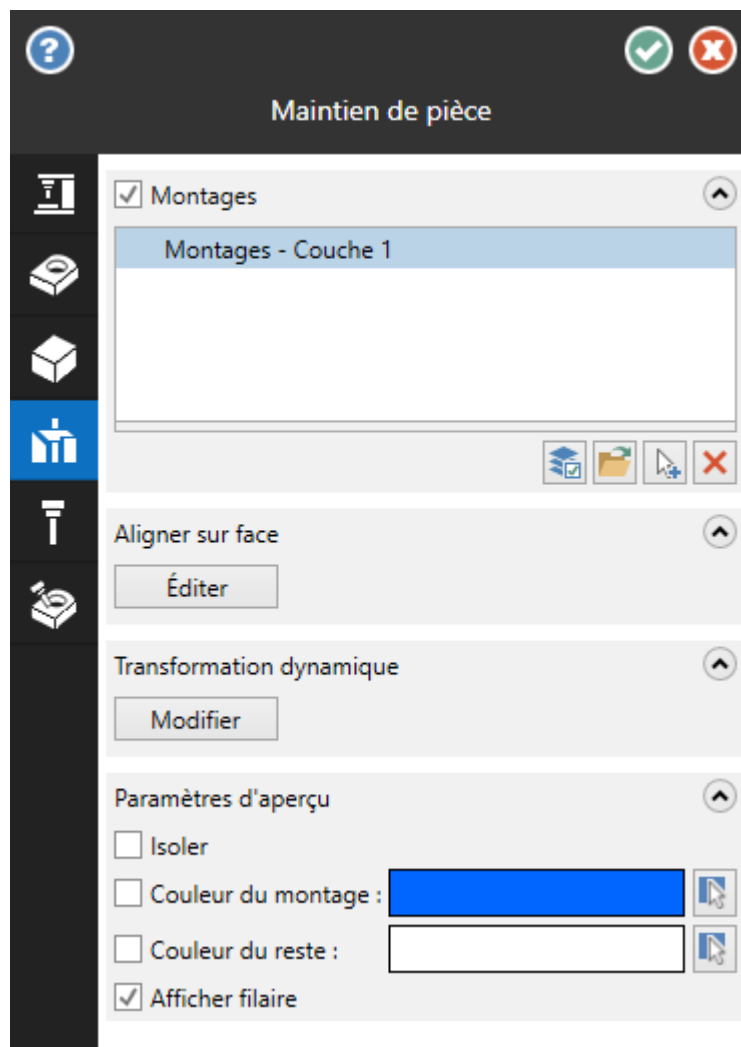 Maintien de pièce
Montages
Montages - Couche 1
Aligner sur face
Éditer
Transformation dynamique
Modifier
Paramètres d'aperçu
Isoler
Couleur du montage :
Couleur du reste :
Afficher filaire